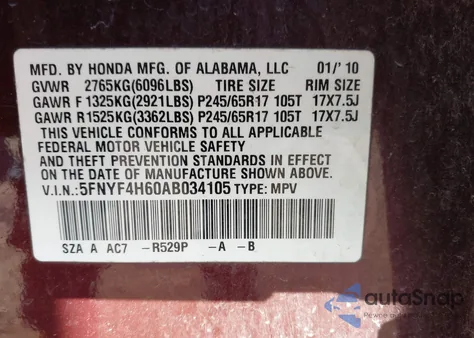 MFD. BY HONDA MFG. OF ALABAMA, LLC 01/'10
GVWR 2765KG(6096LBS) TIRE SIZE RIM SIZE
GAWR F 1325KG(2921LBS) P245/65R17 105T 17X7.5J
GAWR R1525KG(3362LBS) P245/65R17 105T 17X7.5J
THIS VEHICLE CONFORMS TO ALL APPLICABLE
FEDERAL MOTOR VEHICLE SAFETY
AND THEFT PREVENTION STANDARDS IN EFFECT
ON THE DATE OF MANUFACTURE SHOWN ABOVE.
V.I.N.: 5FNYF4H60AB034105 TYPE: MPV
SZA A AC7 -R529P -A -B
autoSnap